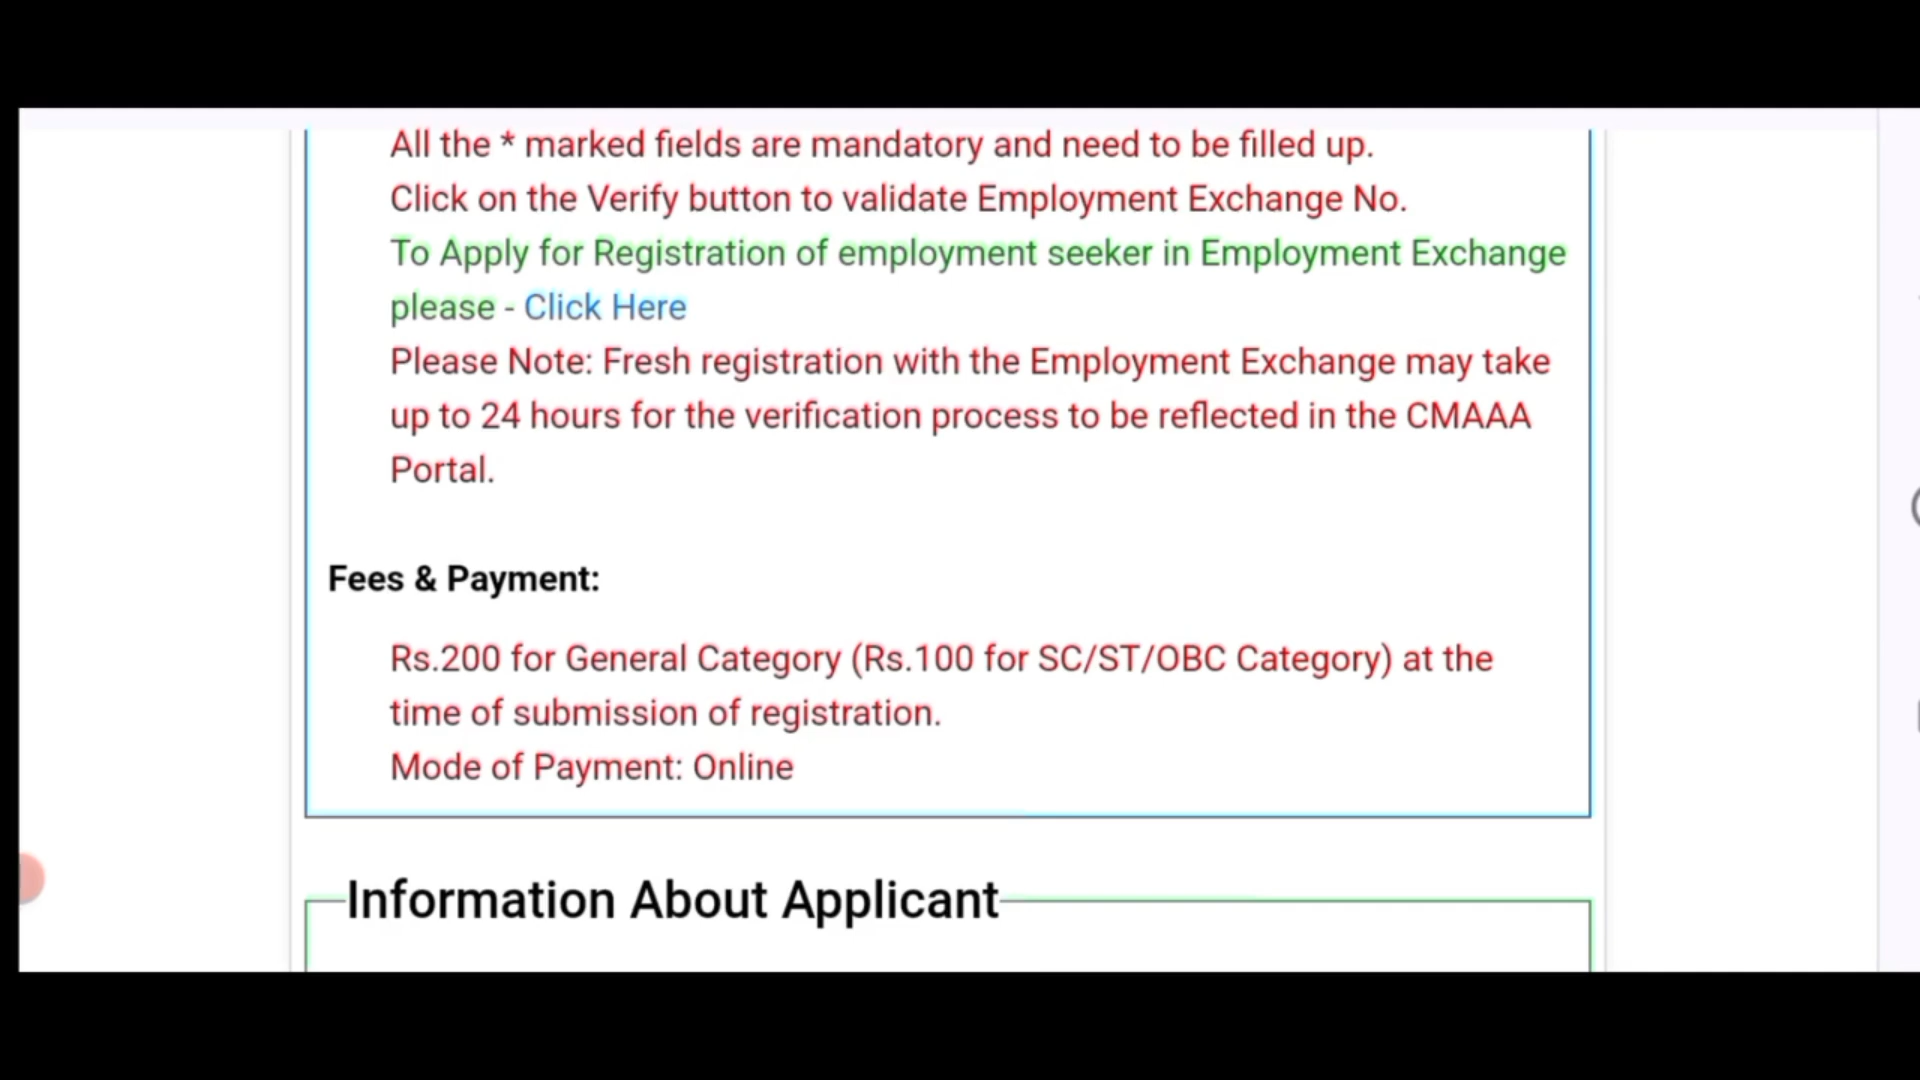 All the * marked fields are mandatory and need to be filled up.
Click on the Verify button to validate Employment Exchange No.
To Apply for Registration of employment seeker in Employment Exchange
please - Click Here
Please Note: Fresh registration with the Employment Exchange may take
up to 24 hours for the verification process to be reflected in the CMAAA
Portal.
Fees & Payment:
Rs.200 for General Category (Rs.100 for SC/ST/OBC Category) at the
time of submission of registration.
Mode of Payment: Online
Information About Applicant